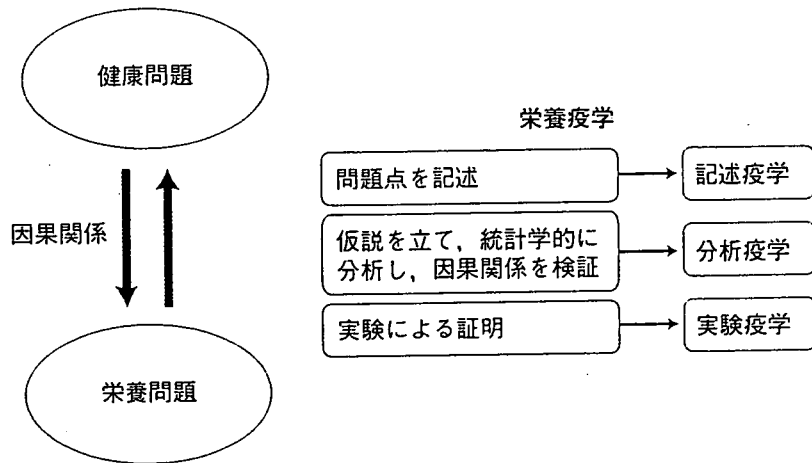 健康問題
因果関係
栄養問題
栄養疫学
問題点を記述
記述疫学
仮説を立て，統計学的に
分析し，因果関係を検証
分析疫学
実験による証明
実験疫学